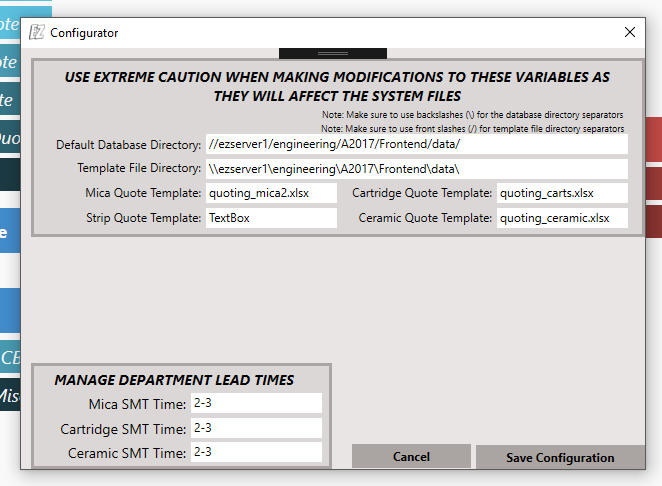 ote
Configurator
ote
te
Quo
e
CE
Misc
USE EXTREME CAUTION WHEN MAKING MODIFICATIONS TO THESE VARIABLES AS
THEY WILL AFFECT THE SYSTEM FILES
Note: Make sure to use backslashes (\) for the database directory separators
Note: Make sure to use front slashes (/) for template file directory separators
Default Database Directory: //ezserver1/engineering/A2017/Frontend/data/
Template File Directory: \\ezserver1\engineering\A2017\Frontend\data\
Mica Quote Template: quoting_mica2.xlsx Cartridge Quote Template: quoting_carts.xlsx
Strip Quote Template: TextBox Ceramic Quote Template: quoting_ceramic.xlsx
MANAGE DEPARTMENT LEAD TIMES
Mica SMT Time: 2-3
Cartridge SMT Time: 2-3
Ceramic SMT Time: 2-3
Cancel Save Configuration